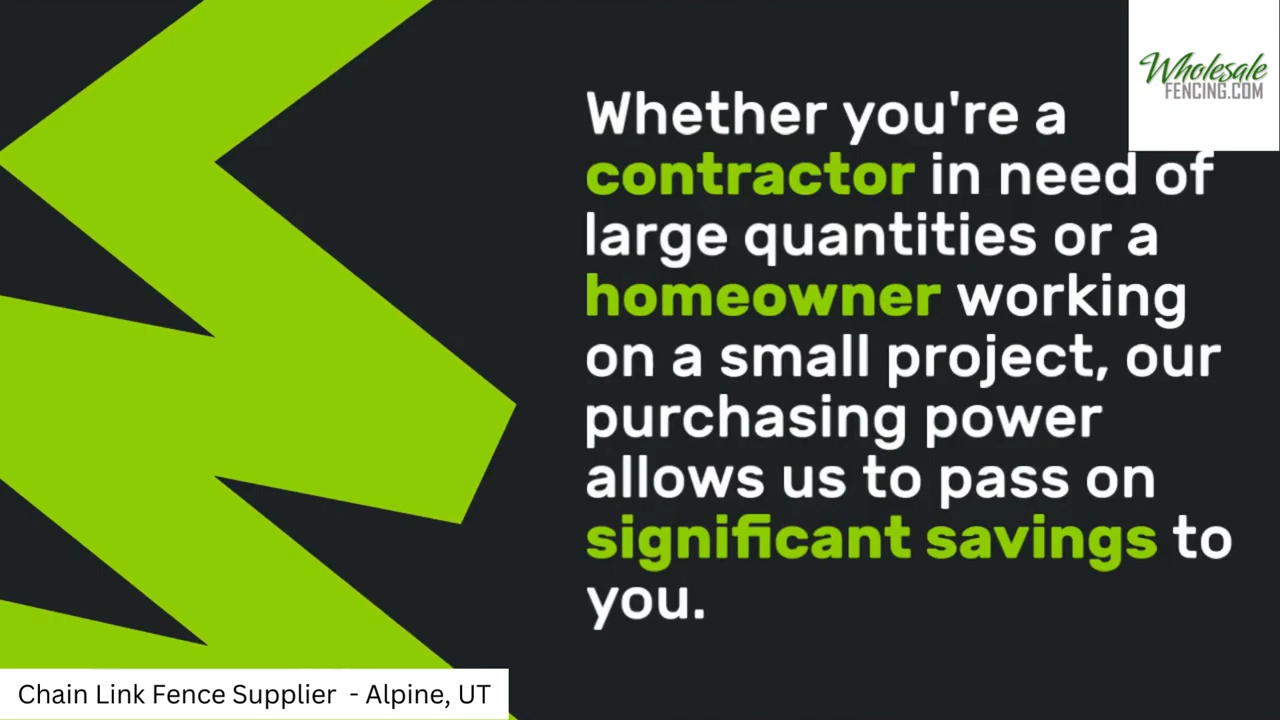 Wholesale
FENCING.COM
Whether you're a
contractor in need of
large quantities or a
homeowner working
on a small project, our
purchasing power
allows us to pass on
significant savings to
you.
Chain Link Fence Supplier - Alpine, UT